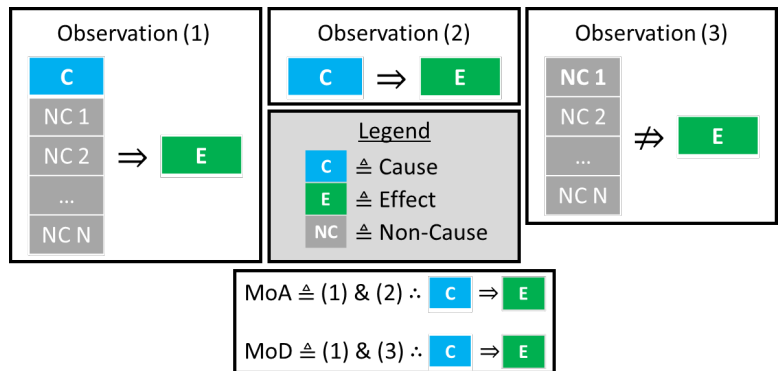 Observation (1)
C
NC 1
NC 2
...
NC N
⇒
E
Observation (2)
C ⇒ E
Legend
C ≜ Cause
E ≜ Effect
NC ≜ Non-Cause
Observation (3)
NC 1
NC 2
...
NC N
⇏
E
MoA ≜ (1) & (2) ∴ C ⇒ E
MoD ≜ (1) & (3) ∴ C ⇒ E